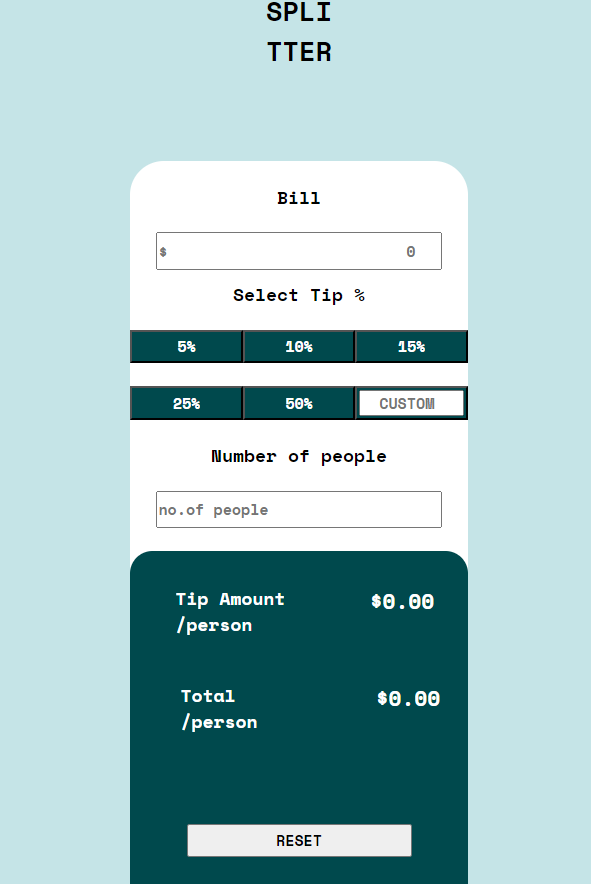 SPLI
TTER
Bill
$ 0
Select Tip %
5% 10% 15%
25% 50% CUSTOM
Number of people
no.of people
Tip Amount $0.00
/person
Total $0.00
/person
RESET